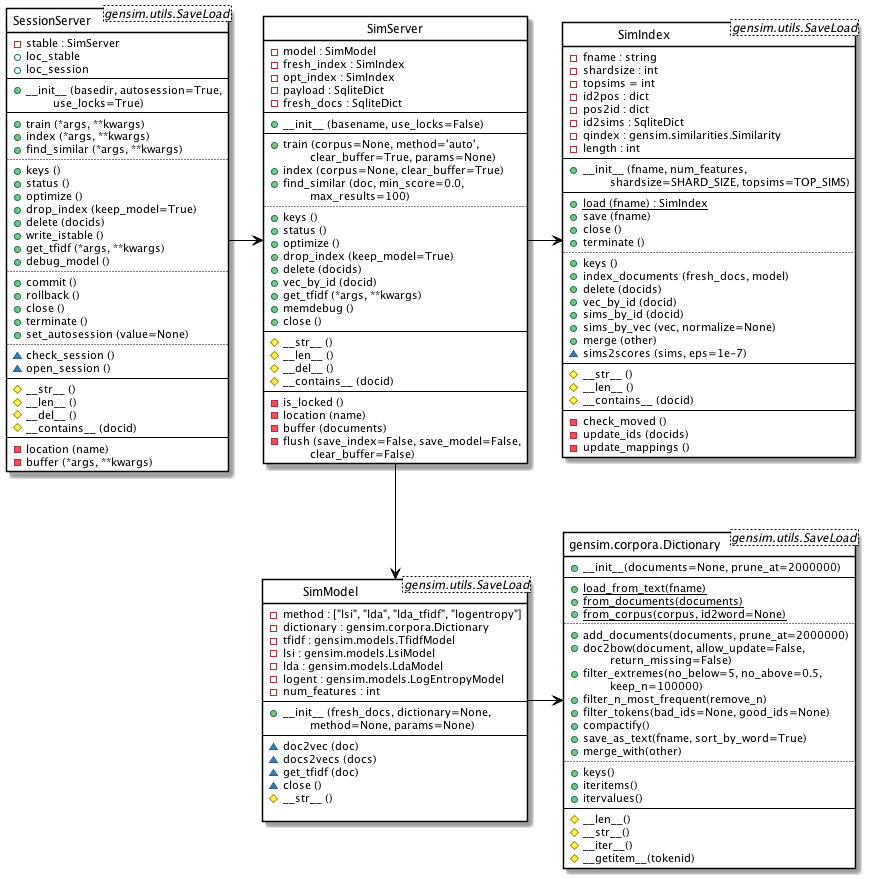 SessionServer
gensim.utils.SaveLoad
stable : SimServer
loc_stable
loc_session
__init__ (basedir, autosession=True,
use_locks=True)
train (*args, **kwargs)
index (*args, **kwargs)
find_similar (*args, **kwargs)
keys ()
status ()
optimize ()
drop_index (keep_model=True)
delete (docids)
write_istable ()
get_tfidf (*args, **kwargs)
debug_model ()
commit ()
rollback ()
close ()
terminate ()
set_autosession (value=None)
check_session ()
open_session ()
__str__ ()
__len__ ()
__del__ ()
__contains__ (docid)
location (name)
buffer (*args, **kwargs)
SimServer
model : SimModel
fresh_index : SimIndex
opt_index : SimIndex
payload : SqliteDict
fresh_docs : SqliteDict
__init__ (basename, use_locks=False)
train (corpus=None, method='auto',
clear_buffer=True, params=None)
index (corpus=None, clear_buffer=True)
find_similar (doc, min_score=0.0,
max_results=100)
keys ()
status ()
optimize ()
drop_index (keep_model=True)
delete (docids)
vec_by_id (docid)
get_tfidf (*args, **kwargs)
memdebug ()
close ()
__str__ ()
__len__ ()
__del__ ()
__contains__ (docid)
is_locked ()
location (name)
buffer (documents)
flush (save_index=False, save_model=False,
clear_buffer=False)
SimIndex
gensim.utils.SaveLoad
fname : string
shardsize : int
topsims = int
id2pos : dict
pos2id : dict
id2sims : SqliteDict
qindex : gensim.similarities.Similarity
length : int
__init__ (fname, num_features,
shardsize=SHARD_SIZE, topsims=TOP_SIMS)
load (fname) : SimIndex
save (fname)
close ()
terminate ()
keys ()
index_documents (fresh_docs, model)
delete (docids)
vec_by_id (docid)
sims_by_id (docid)
sims_by_vec (vec, normalize=None)
merge (other)
sims2scores (sims, eps=1e-7)
__str__ ()
__len__ ()
__contains__ (docid)
check_moved ()
update_ids (docids)
update_mappings ()
SimModel
gensim.utils.SaveLoad
method : ["lsi", "lda", "lda_tfidf", "logentropy"]
dictionary : gensim.corpora.Dictionary
tfidf : gensim.models.TfidfModel
lsi : gensim.models.LsiModel
lda : gensim.models.LdaModel
logent : gensim.models.LogEntropyModel
num_features : int
__init__ (fresh_docs, dictionary=None,
method=None, params=None)
doc2vec (doc)
docs2vecs (docs)
get_tfidf (doc)
close ()
__str__ ()
gensim.corpora.Dictionary
gensim.utils.SaveLoad
__init__(documents=None, prune_at=2000000)
load_from_text(fname)
from_documents(documents)
from_corpus(corpus, id2word=None)
add_documents(documents, prune_at=2000000)
doc2bow(document, allow_update=False,
return_missing=False)
filter_extremes(no_below=5, no_above=0.5,
keep_n=100000)
filter_n_most_frequent(remove_n)
filter_tokens(bad_ids=None, good_ids=None)
compactify()
save_as_text(fname, sort_by_word=True)
merge_with(other)
keys()
iteritems()
itervalues()
__len__()
__str__()
__iter__()
__getitem__(tokenid)